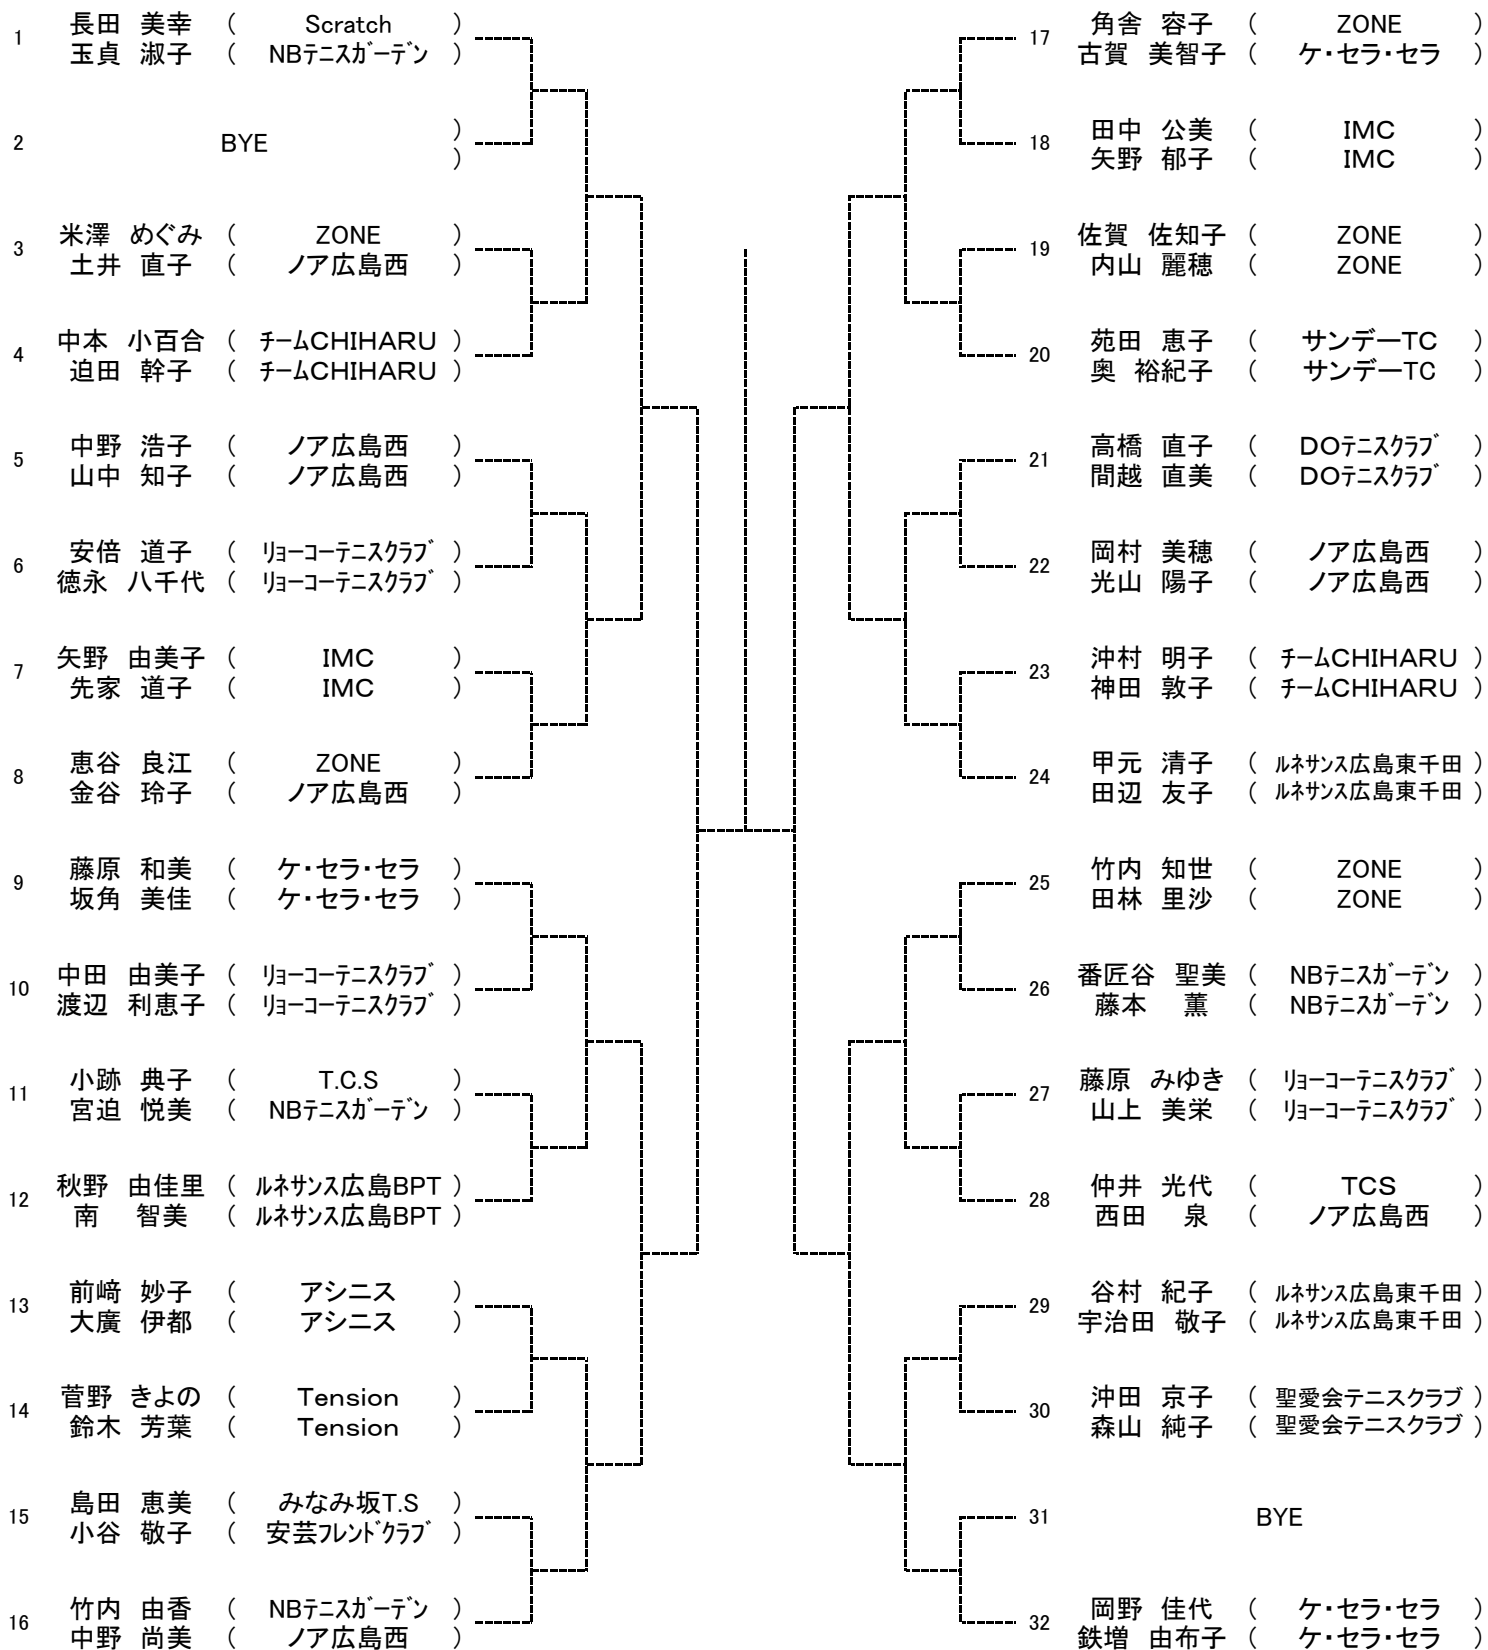 1 長田 美幸 ( Scratch )
玉貞 淑子 ( NBテニスガーデン )
2 BYE )
)
3 米澤 めぐみ ( ZONE )
土井 直子 ( ノア広島西 )
4 中本 小百合 ( チームCHIHARU )
迫田 幹子 ( チームCHIHARU )
5 中野 浩子 ( ノア広島西 )
山中 知子 ( ノア広島西 )
6 安倍 道子 ( リョーコーテニスクラブ )
徳永 八千代 ( リョーコーテニスクラブ )
7 矢野 由美子 ( IMC )
先家 道子 ( IMC )
8 恵谷 良江 ( ZONE )
金谷 玲子 ( ノア広島西 )
9 藤原 和美 ( ケ・セラ・セラ )
坂角 美佳 ( ケ・セラ・セラ )
10 中田 由美子 ( リョーコーテニスクラブ )
渡辺 利恵子 ( リョーコーテニスクラブ )
11 小跡 典子 ( T.C.S )
宮迫 悦美 ( NBテニスガーデン )
12 秋野 由佳里 ( ルネサンス広島BPT )
南 智美 ( ルネサンス広島BPT )
13 前﨑 妙子 ( アシニス )
大廣 伊都 ( アシニス )
14 菅野 きよの ( Tension )
鈴木 芳葉 ( Tension )
15 島田 恵美 ( みなみ坂T.S )
小谷 敬子 ( 安芸フレンドクラブ )
16 竹内 由香 ( NBテニスガーデン )
中野 尚美 ( ノア広島西 )
17 角舎 容子 ( ZONE )
古賀 美智子 ( ケ・セラ・セラ )
18 田中 公美 ( IMC )
矢野 郁子 ( IMC )
19 佐賀 佐知子 ( ZONE )
内山 麗穂 ( ZONE )
20 苑田 恵子 ( サンデーTC )
奥 裕紀子 ( サンデーTC )
21 高橋 直子 ( DOテニスクラブ )
間越 直美 ( DOテニスクラブ )
22 岡村 美穂 ( ノア広島西 )
光山 陽子 ( ノア広島西 )
23 沖村 明子 ( チームCHIHARU )
神田 敦子 ( チームCHIHARU )
24 甲元 清子 ( ルネサンス広島東千田 )
田辺 友子 ( ルネサンス広島東千田 )
25 竹内 知世 ( ZONE )
田林 里沙 ( ZONE )
26 番匠谷 聖美 ( NBテニスガーデン )
藤本 薫 ( NBテニスガーデン )
27 藤原 みゆき ( リョーコーテニスクラブ )
山上 美栄 ( リョーコーテニスクラブ )
28 仲井 光代 ( TCS )
西田 泉 ( ノア広島西 )
29 谷村 紀子 ( ルネサンス広島東千田 )
宇治田 敬子 ( ルネサンス広島東千田 )
30 沖田 京子 ( 聖愛会テニスクラブ )
森山 純子 ( 聖愛会テニスクラブ )
31 BYE
32 岡野 佳代 ( ケ・セラ・セラ )
鉄増 由布子 ( ケ・セラ・セラ )